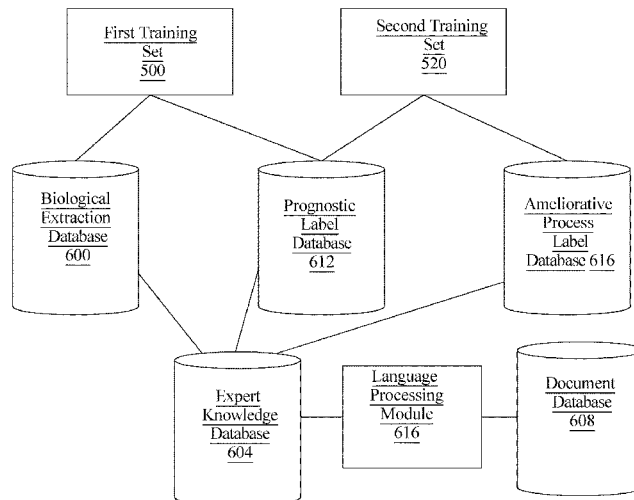 First Training
Set
500
Second Training
Set
520
Biological
Extraction
Database
600
Prognostic
Label
Database
612
Ameliorative
Process
Label
Database 616
Expert
Knowledge
Database
604
Language
Processing
Module
616
Document
Database
608